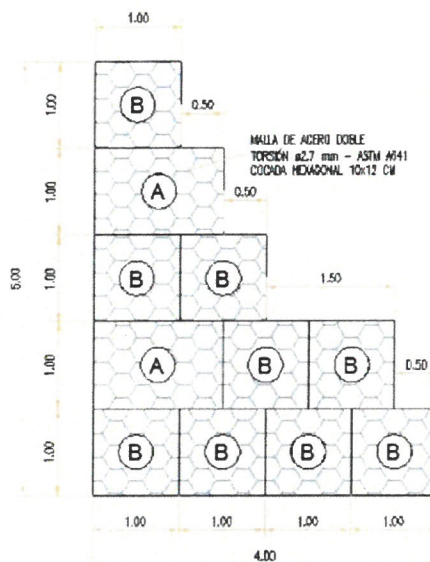 1.00
B
1.00
0.50
MALLA DE ACERO DOBLE
TORSIÓN ø2.7 mm - ASTM A641
COCADA HEXAGONAL 10x12 CM
A
1.00
0.50
5.00
B
B
1.00
1.50
A
B
B
1.00
0.50
B
B
B
B
1.00
1.00
1.00
1.00
1.00
4.00